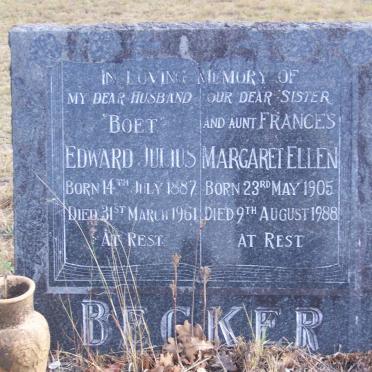 IN LOVING MEMORY OF
MY DEAR HUSBAND
"BOET"
EDWARD JULIUS
BORN 14TH JULY 1887
DIED 31ST MARCH 1961
AT REST
OUR DEAR SISTER
AND AUNT FRANCES
MARGARET ELLEN
BORN 23RD MAY 1905
DIED 9TH AUGUST 1988
AT REST
BECKER